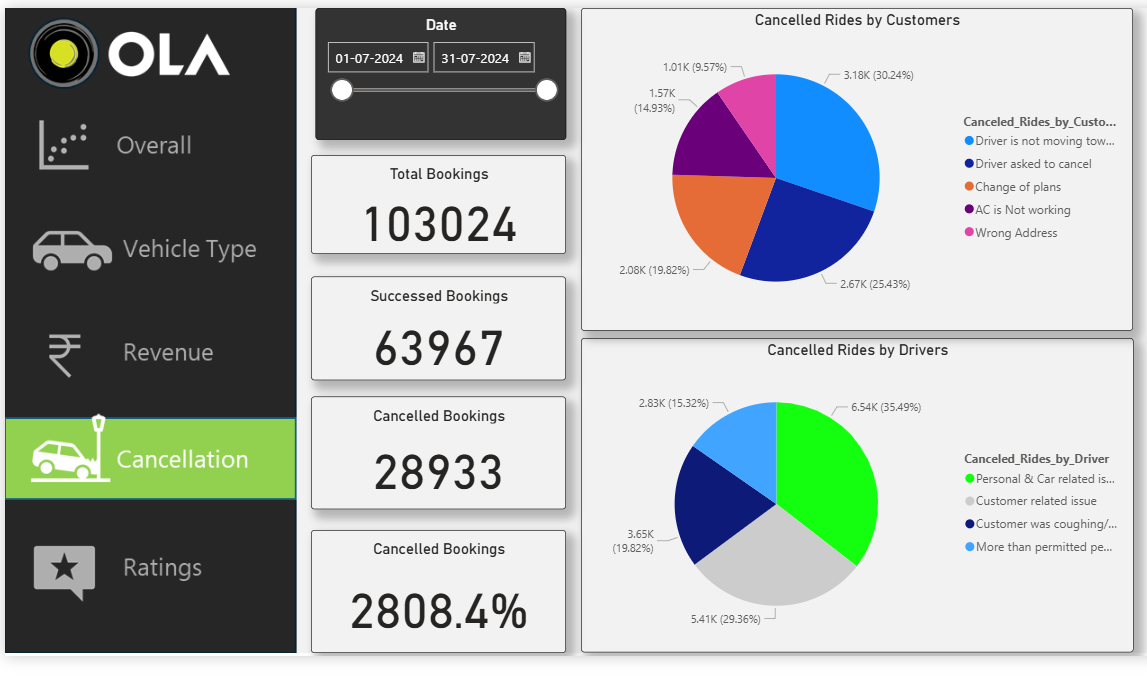 OLA
Overall
Vehicle Type
Revenue
Cancellation
Ratings
Date
01-07-2024
31-07-2024
Total Bookings
103024
Successed Bookings
63967
Cancelled Bookings
28933
Cancelled Bookings
2808.4%
Cancelled Rides by Customers
1.01K (9.57%)
3.18K (30.24%)
1.57K
(14.93%)
2.08K (19.82%)
2.67K (25.43%)
Canceled_Rides_by_Custo...
Driver is not moving tow...
Driver asked to cancel
Change of plans
AC is Not working
Wrong Address
Cancelled Rides by Drivers
2.83K (15.32%)
6.54K (35.49%)
3.65K
(19.82%)
5.41K (29.36%)
Canceled_Rides_by_Driver
Personal & Car related is...
Customer related issue
Customer was coughing/...
More than permitted pe...